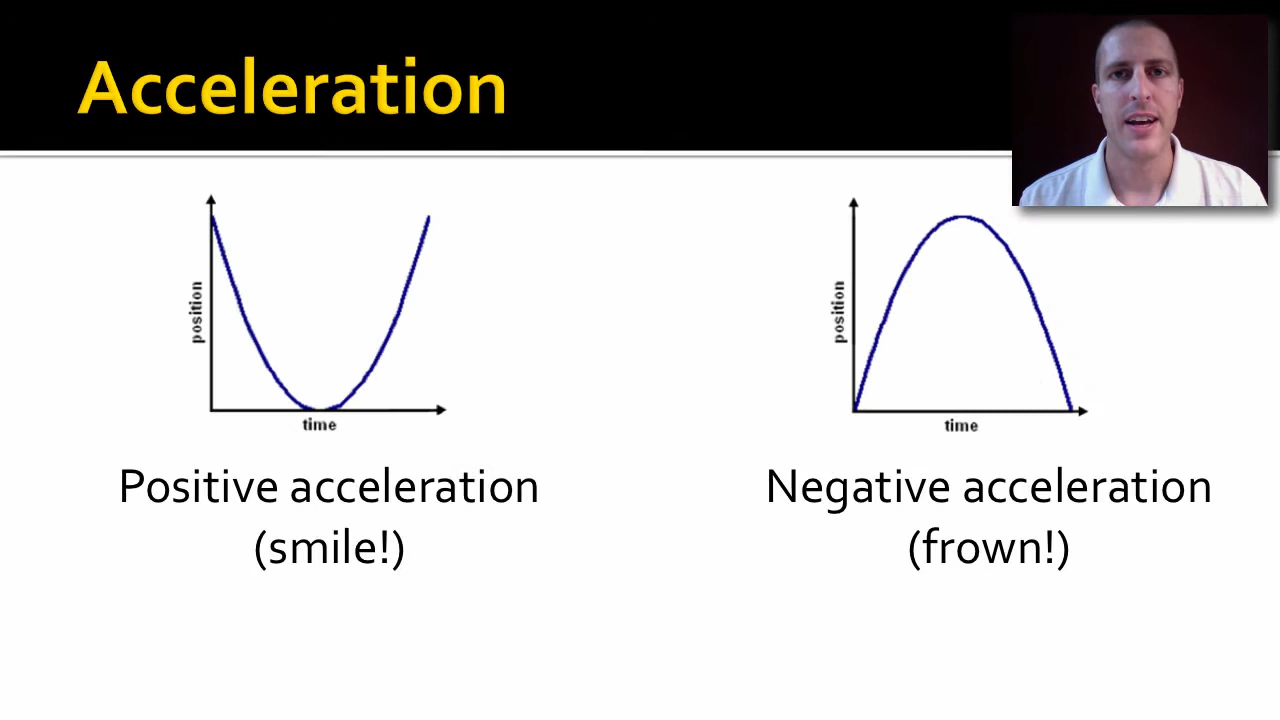 Acceleration
position
time
position
time
Positive acceleration
(smile!)
Negative acceleration
(frown!)